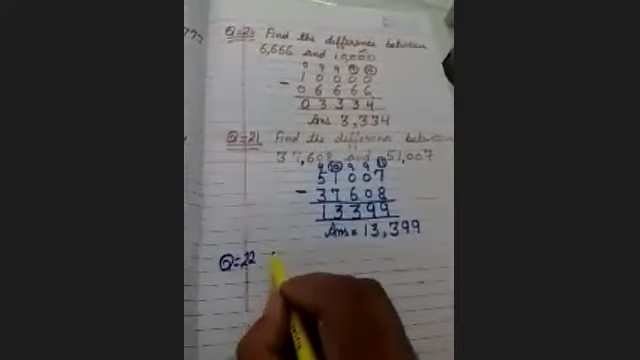 Q=20 Find the difference between
6,666 and 10,000
0 9 9 10 10
1 0 0 0 0
- 0 6 6 6 6
0 3 3 3 4
Ans 3,334
Q=21 Find the difference between
37,608 and 51,007
5 1 0 0 7
- 3 7 6 0 8
1 3 3 9 9
Ans = 13,399
Q=22